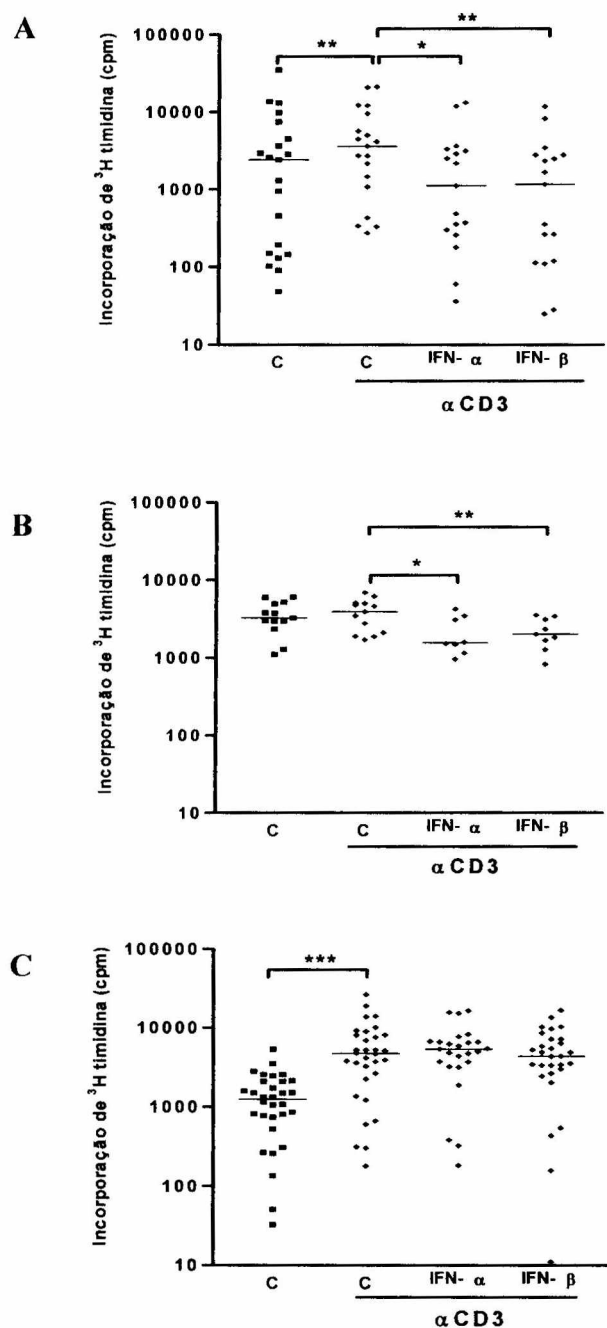 A
Incorporação de ³H timidina (cpm)
100000
10000
1000
100
10
**
*
**
C
C
IFN- α
IFN- β
α CD3
B
Incorporação de ³H timidina (cpm)
100000
10000
1000
100
10
*
**
C
C
IFN- α
IFN- β
α CD3
C
Incorporação de ³H timidina (cpm)
100000
10000
1000
100
10
***
C
C
IFN- α
IFN- β
α CD3